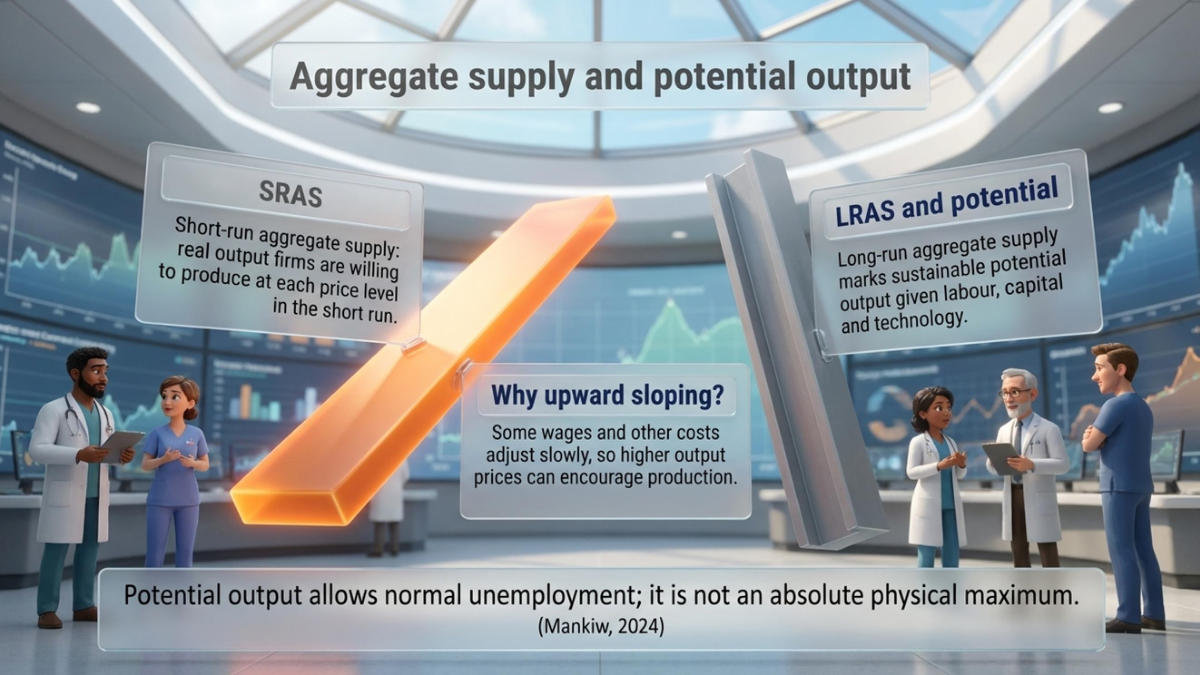 Aggregate supply and potential output
SRAS
Short-run aggregate supply:
real output firms are willing
to produce at each price level
in the short run.
LRAS and potential
Long-run aggregate supply
marks sustainable potential
output given labour, capital
and technology.
Why upward sloping?
Some wages and other costs
adjust slowly, so higher output
prices can encourage production.
Potential output allows normal unemployment; it is not an absolute physical maximum.
(Mankiw, 2024)